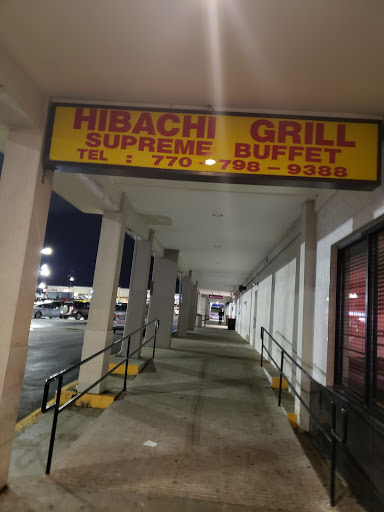 HIBACHI GRILL
SUPREME BUFFET
TEL : 770-798-9388